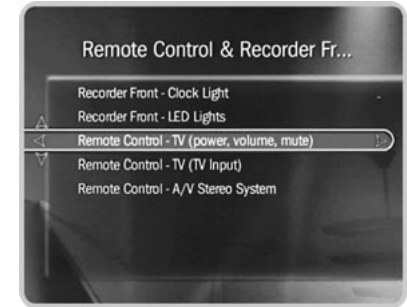 Remote Control & Recorder Fr...
Recorder Front - Clock Light
Recorder Front - LED Lights
Remote Control - TV (power, volume, mute)
Remote Control - TV (TV Input)
Remote Control - A/V Stereo System